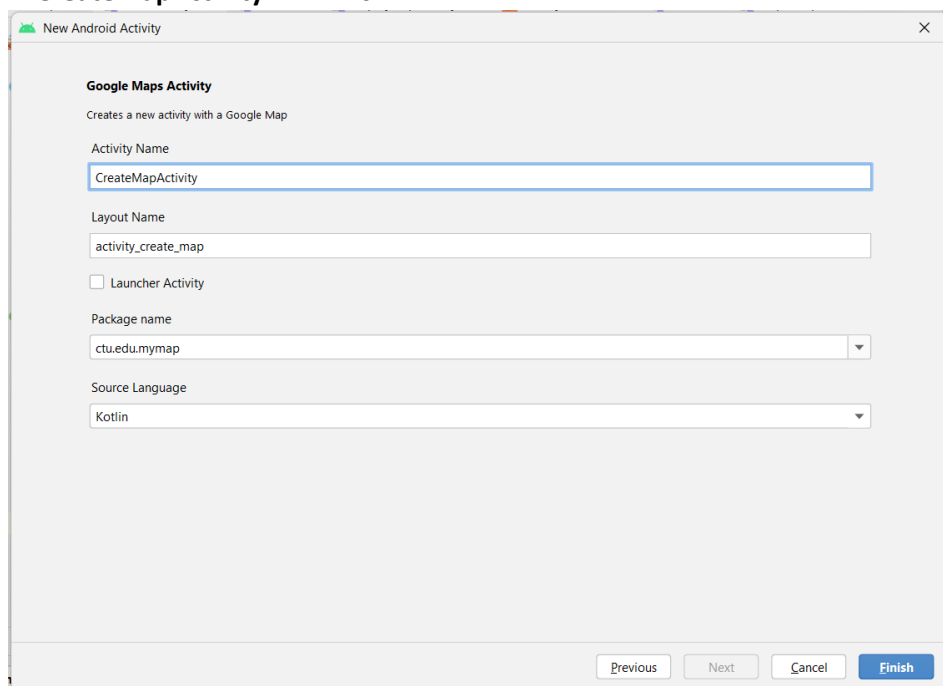 New Android Activity
Google Maps Activity
Creates a new activity with a Google Map
Activity Name
CreateMapActivity
Layout Name
activity_create_map
Launcher Activity
Package name
ctu.edu.mymap
Source Language
Kotlin
Previous Next Cancel Finish